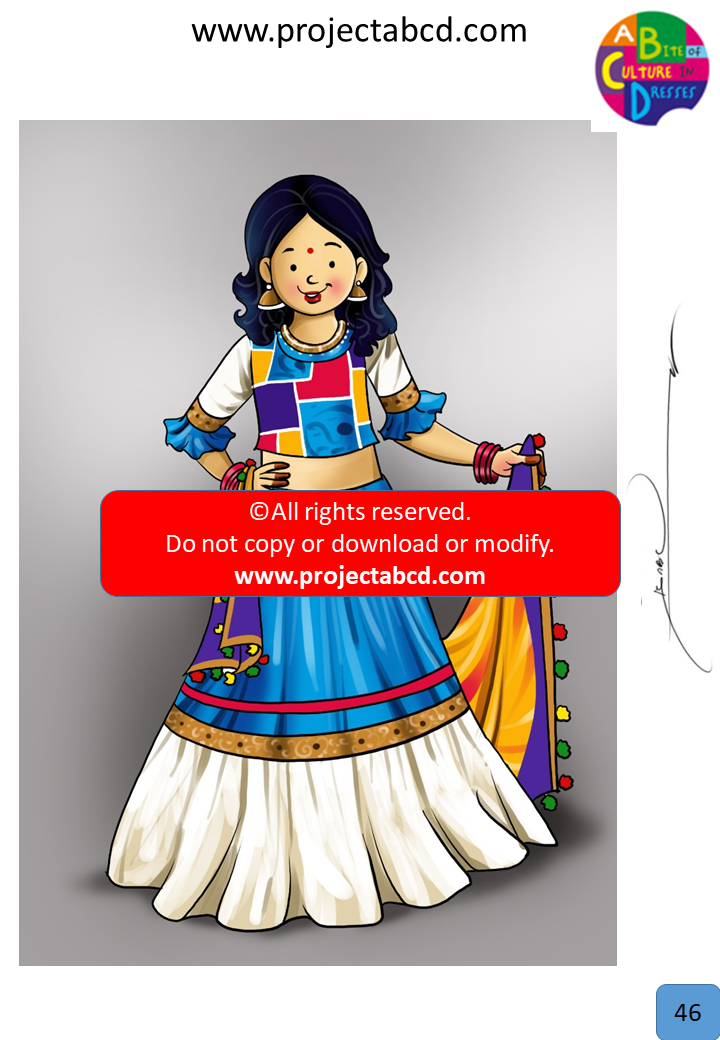 www.projectabcd.com
A BITE OF
CULTURE IN
DRESSES
©All rights reserved.
Do not copy or download or modify.
www.projectabcd.com
46